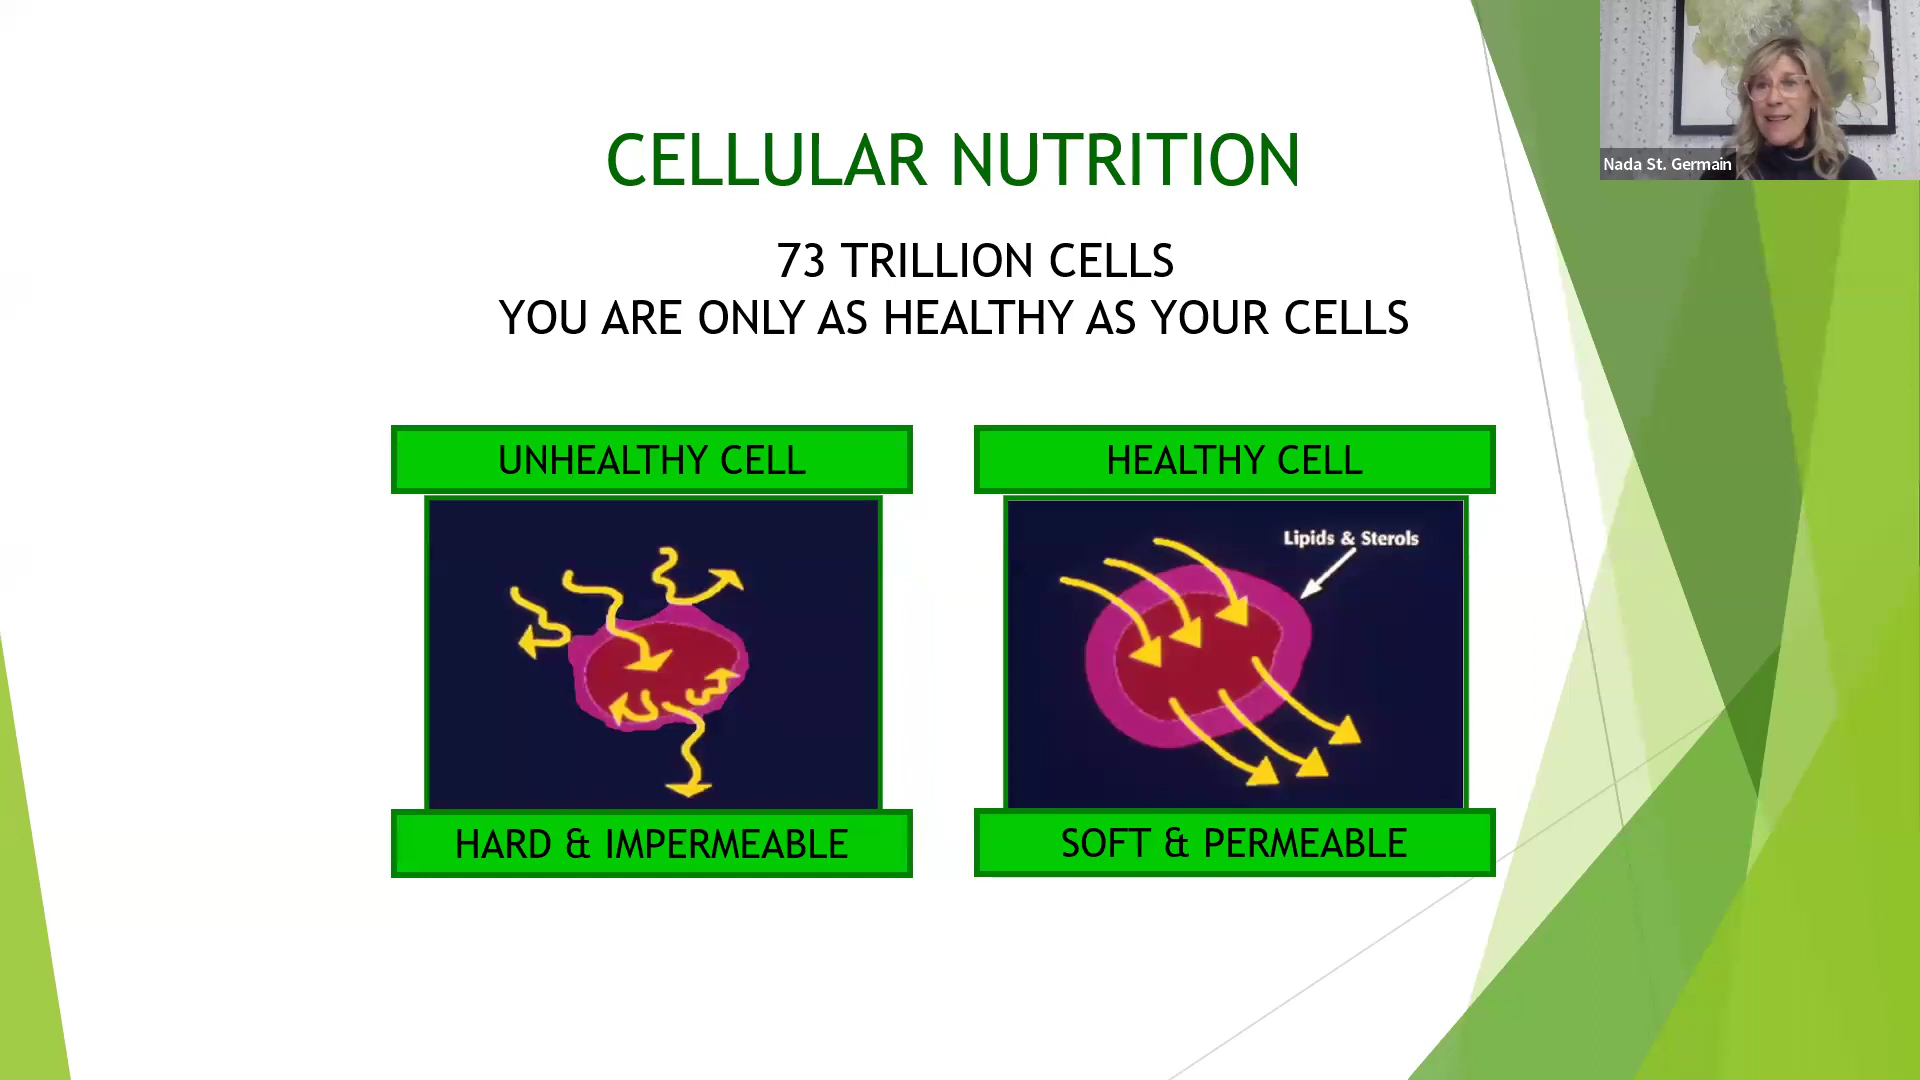 Nada St. Germain
CELLULAR NUTRITION
73 TRILLION CELLS
YOU ARE ONLY AS HEALTHY AS YOUR CELLS
UNHEALTHY CELL
HEALTHY CELL
Lipids & Sterols
HARD & IMPERMEABLE
SOFT & PERMEABLE